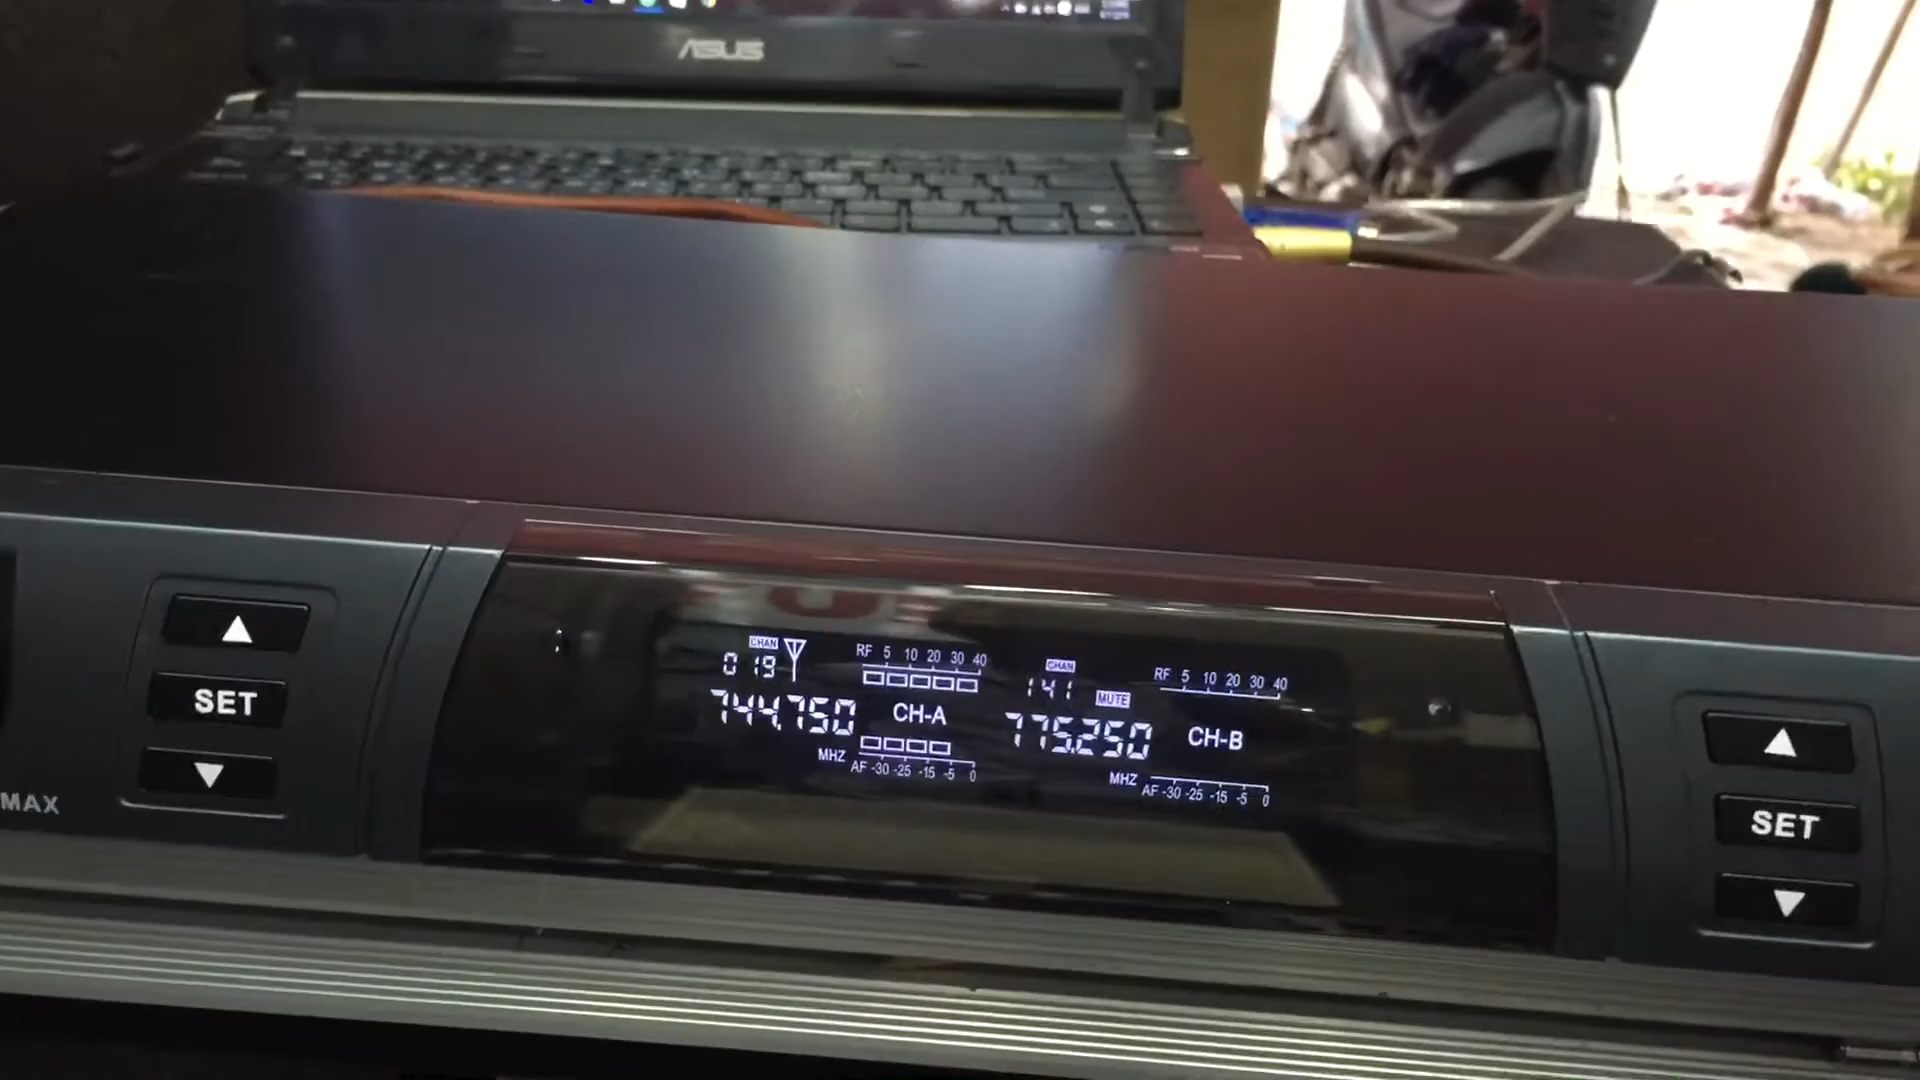 ASUS
SET
MAX
CHAN
019
RF 5 10 20 30 40
744.750
CH-A
MHZ
AF -30 -25 -15 -5 0
CHAN
141
MUTE
RF 5 10 20 30 40
775.250
CH-B
MHZ
AF -30 -25 -15 -5 0
SET